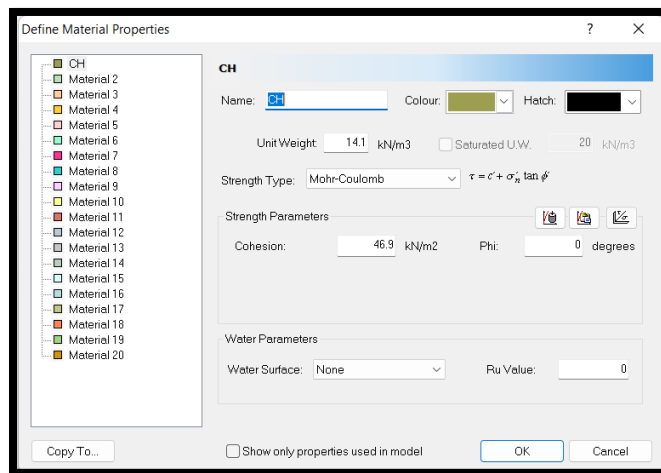 Define Material Properties ? ×
CH
Material 2
Material 3
Material 4
Material 5
Material 6
Material 7
Material 8
Material 9
Material 10
Material 11
Material 12
Material 13
Material 14
Material 15
Material 16
Material 17
Material 18
Material 19
Material 20
CH
Name: CH Colour: Hatch:
Unit Weight: 14.1 kN/m3 Saturated U.W. 20 kN/m3
Strength Type: Mohr-Coulomb τ = c′ + σ′n tan ϕ′
Strength Parameters
Cohesion: 46.9 kN/m2 Phi: 0 degrees
Water Parameters
Water Surface: None Ru Value: 0
Copy To... Show only properties used in model OK Cancel